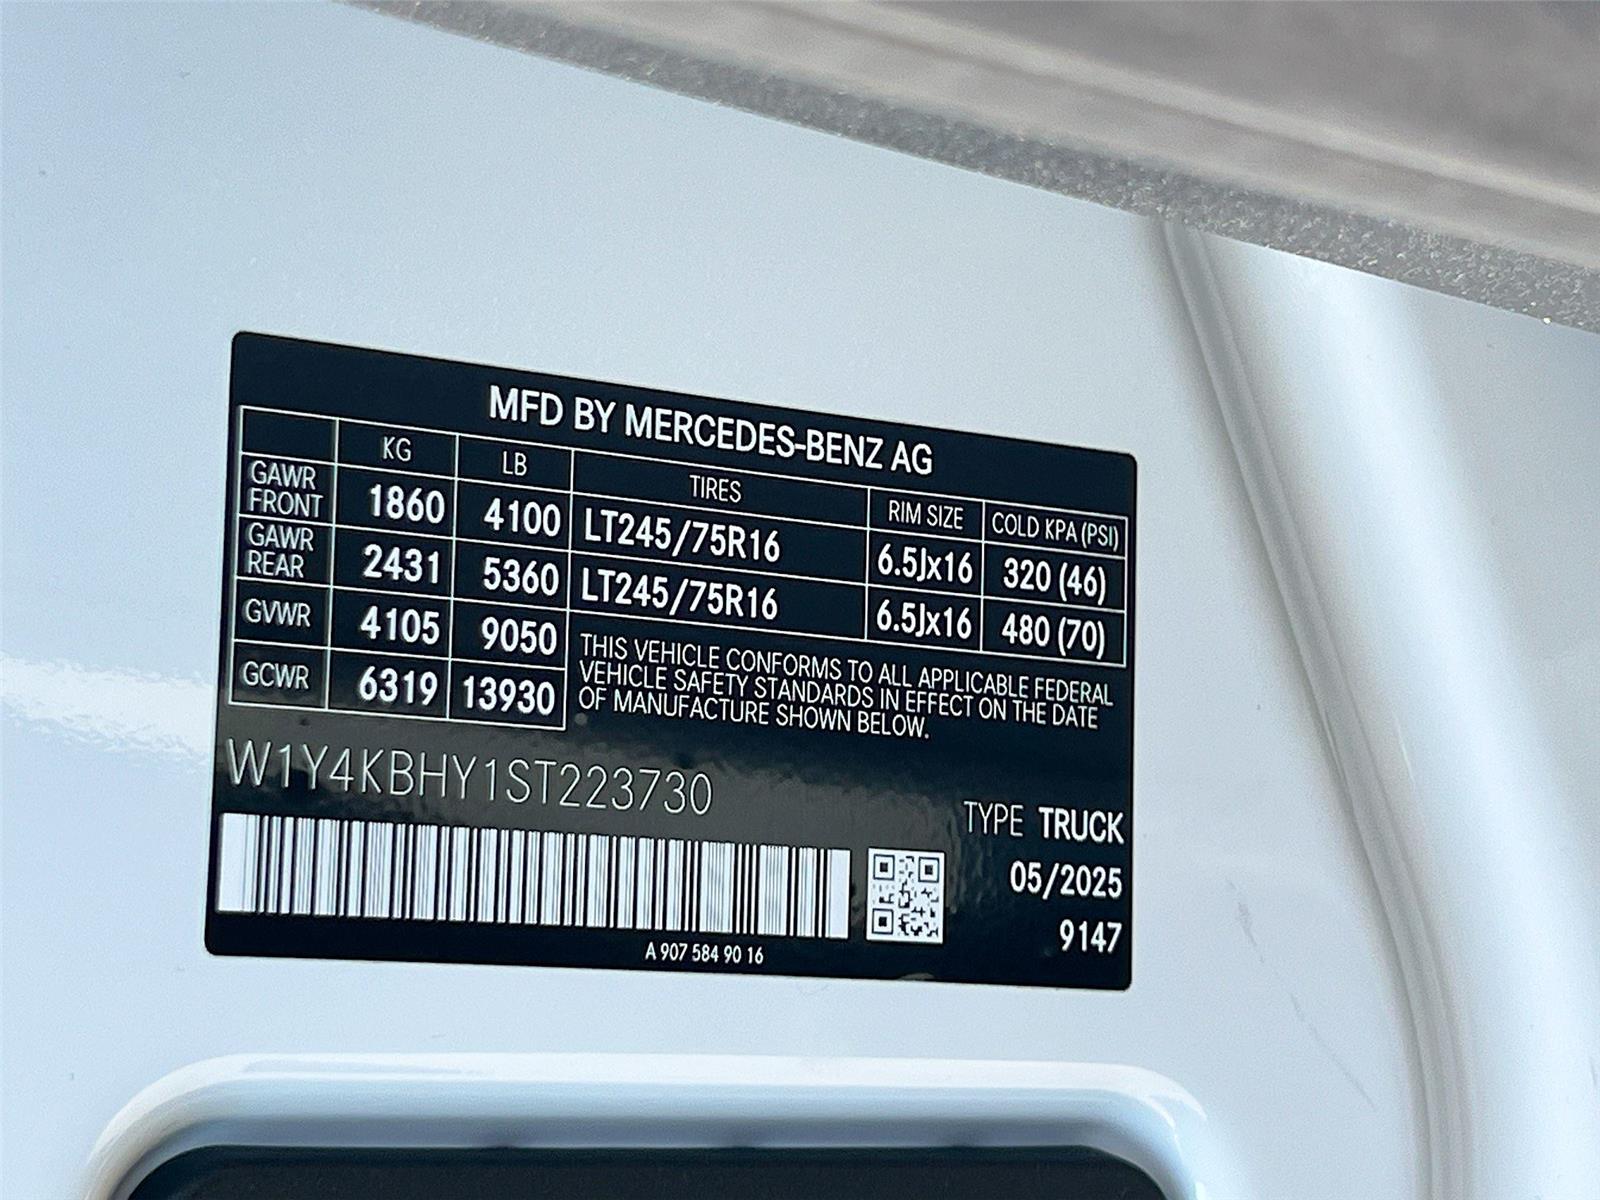 MFD BY MERCEDES-BENZ AG
KG LB TIRES RIM SIZE COLD KPA (PSI)
GAWR FRONT 1860 4100 LT245/75R16 6.5Jx16 320 (46)
GAWR REAR 2431 5360 LT245/75R16 6.5Jx16 480 (70)
GVWR 4105 9050
GCWR 6319 13930
THIS VEHICLE CONFORMS TO ALL APPLICABLE FEDERAL
VEHICLE SAFETY STANDARDS IN EFFECT ON THE DATE
OF MANUFACTURE SHOWN BELOW.
W1Y4KBHY1ST223730
TYPE TRUCK
05/2025
9147
A 907 584 90 16